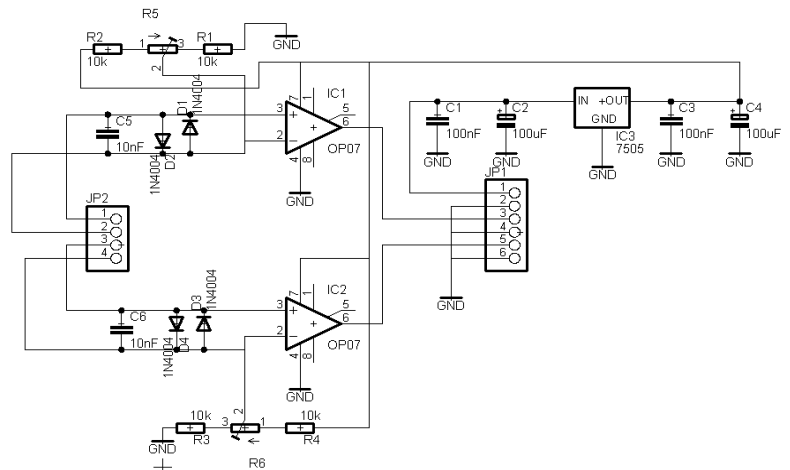 R5
R2
1
3
R1
10k
2
10k
GND
D1
1N4004
C5
10nF
1N4004
D2
3
2
7
1
IC1
5
6
4
8
OP07
GND
IN
+OUT
GND
IC3
7505
GND
C1
100nF
GND
+
C2
100uF
GND
C3
100nF
GND
+
C4
100uF
GND
JP2
1
2
3
4
JP1
1
2
3
4
5
6
GND
D3
1N4004
C6
10nF
1N4004
D4
3
2
7
1
IC2
5
6
4
8
OP07
GND
10k
R3
GND
3
2
1
10k
R4
R6